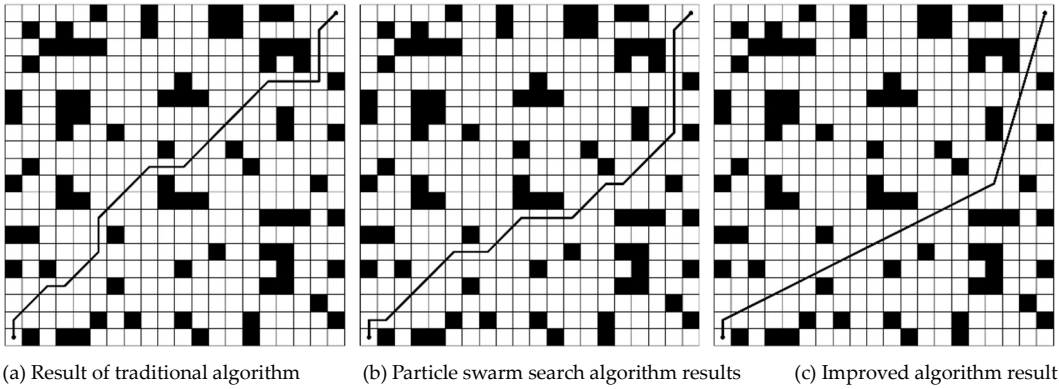 (a) Result of traditional algorithm
(b) Particle swarm search algorithm results
(c) Improved algorithm result